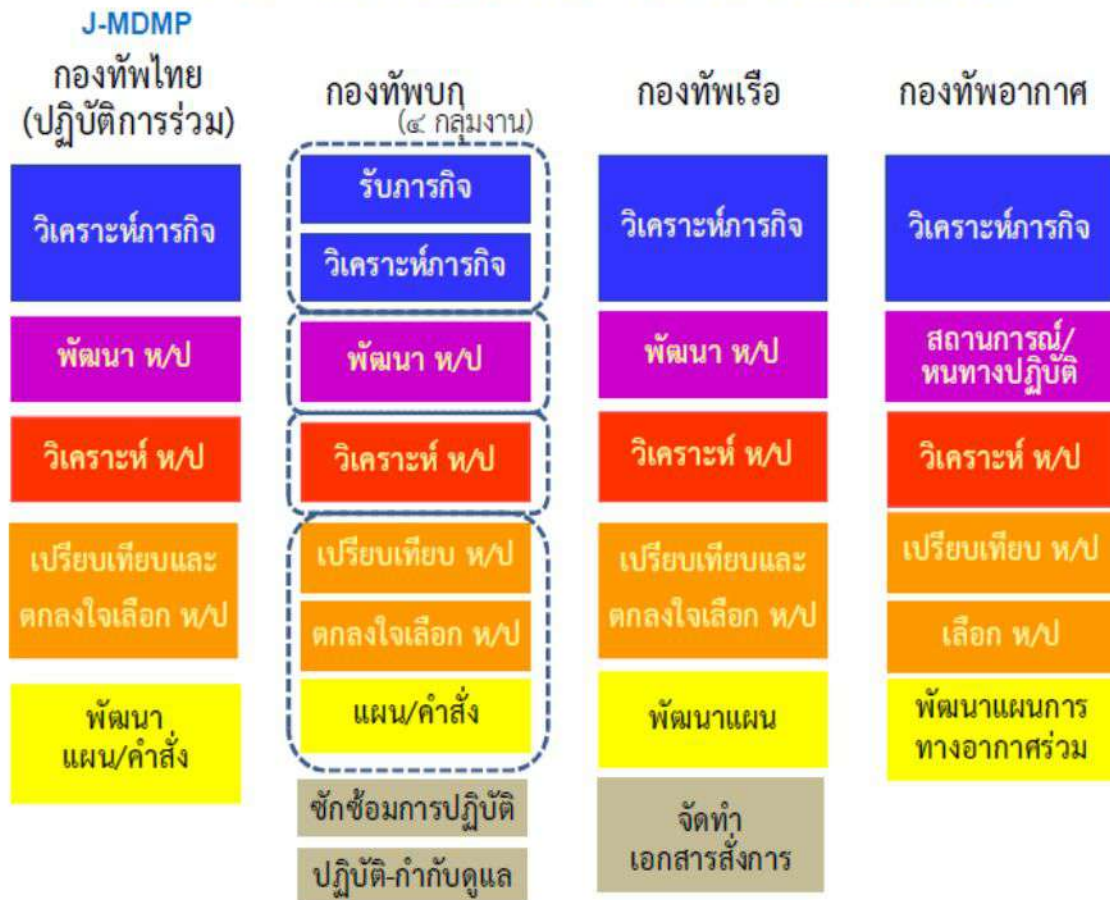 J-MDMP
กองทัพไทย
(ปฏิบัติการร่วม)
วิเคราะห์ภารกิจ
พัฒนา ห/ป
วิเคราะห์ ห/ป
เปรียบเทียบและ
ตกลงใจเลือก ห/ป
พัฒนา
แผน/คำสั่ง
กองทัพบก
(๔ กลุ่มงาน)
รับภารกิจ
วิเคราะห์ภารกิจ
พัฒนา ห/ป
วิเคราะห์ ห/ป
เปรียบเทียบ ห/ป
ตกลงใจเลือก ห/ป
แผน/คำสั่ง
ซักซ้อมการปฏิบัติ
ปฏิบัติ-กำกับดูแล
กองทัพเรือ
วิเคราะห์ภารกิจ
พัฒนา ห/ป
วิเคราะห์ ห/ป
เปรียบเทียบและ
ตกลงใจเลือก ห/ป
พัฒนาแผน
จัดทำ
เอกสารสั่งการ
กองทัพอากาศ
วิเคราะห์ภารกิจ
สถานการณ์/
หนทางปฏิบัติ
วิเคราะห์ ห/ป
เปรียบเทียบ ห/ป
เลือก ห/ป
พัฒนาแผนการ
ทางอากาศร่วม